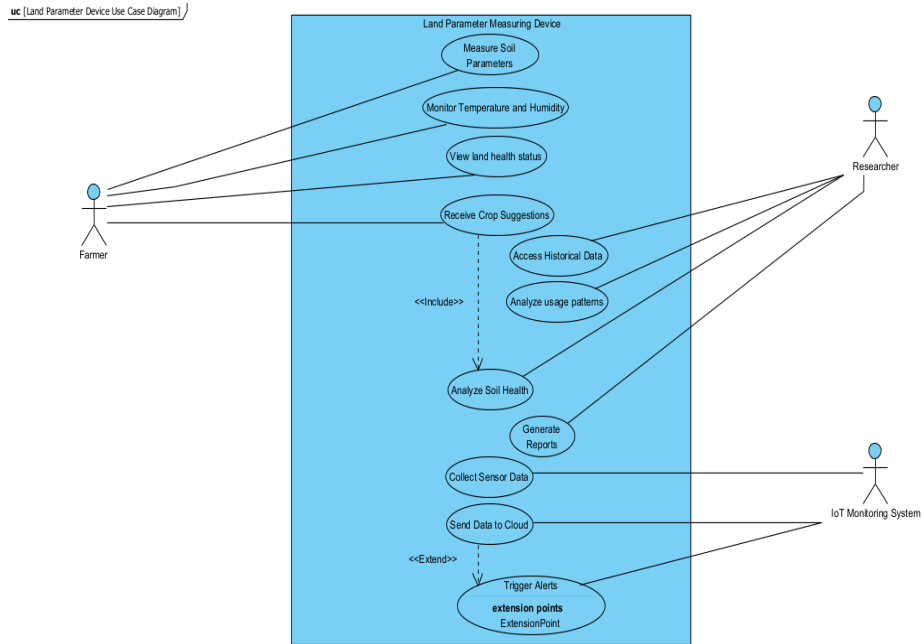 uc [Land Parameter Device Use Case Diagram]
Land Parameter Measuring Device
Measure Soil
Parameters
Monitor Temperature and Humidity
View land health status
Researcher
Receive Crop Suggestions
Farmer
Access Historical Data
Analyze usage patterns
<<Include>>
Analyze Soil Health
Generate
Reports
Collect Sensor Data
IoT Monitoring System
Send Data to Cloud
<<Extend>>
Trigger Alerts
extension points
ExtensionPoint